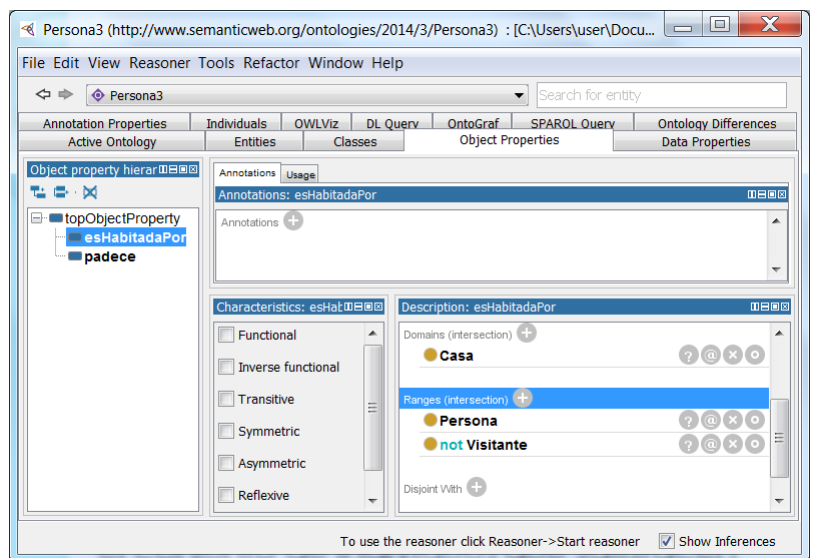 Persona3 (http://www.semanticweb.org/ontologies/2014/3/Persona3) : [C:\Users\user\Docu...
File Edit View Reasoner Tools Refactor Window Help
Persona3
Search for entity
Annotation Properties Individuals OWLViz DL Query OntoGraf SPARQL Query Ontology Differences
Active Ontology Entities Classes Object Properties Data Properties
Object property hierar
topObjectProperty
esHabitadaPor
padece
Annotations Usage
Annotations: esHabitadaPor
Annotations
Characteristics: esHab
Functional
Inverse functional
Transitive
Symmetric
Asymmetric
Reflexive
Description: esHabitadaPor
Domains (intersection)
Casa
Ranges (intersection)
Persona
not Visitante
Disjoint With
To use the reasoner click Reasoner->Start reasoner Show Inferences